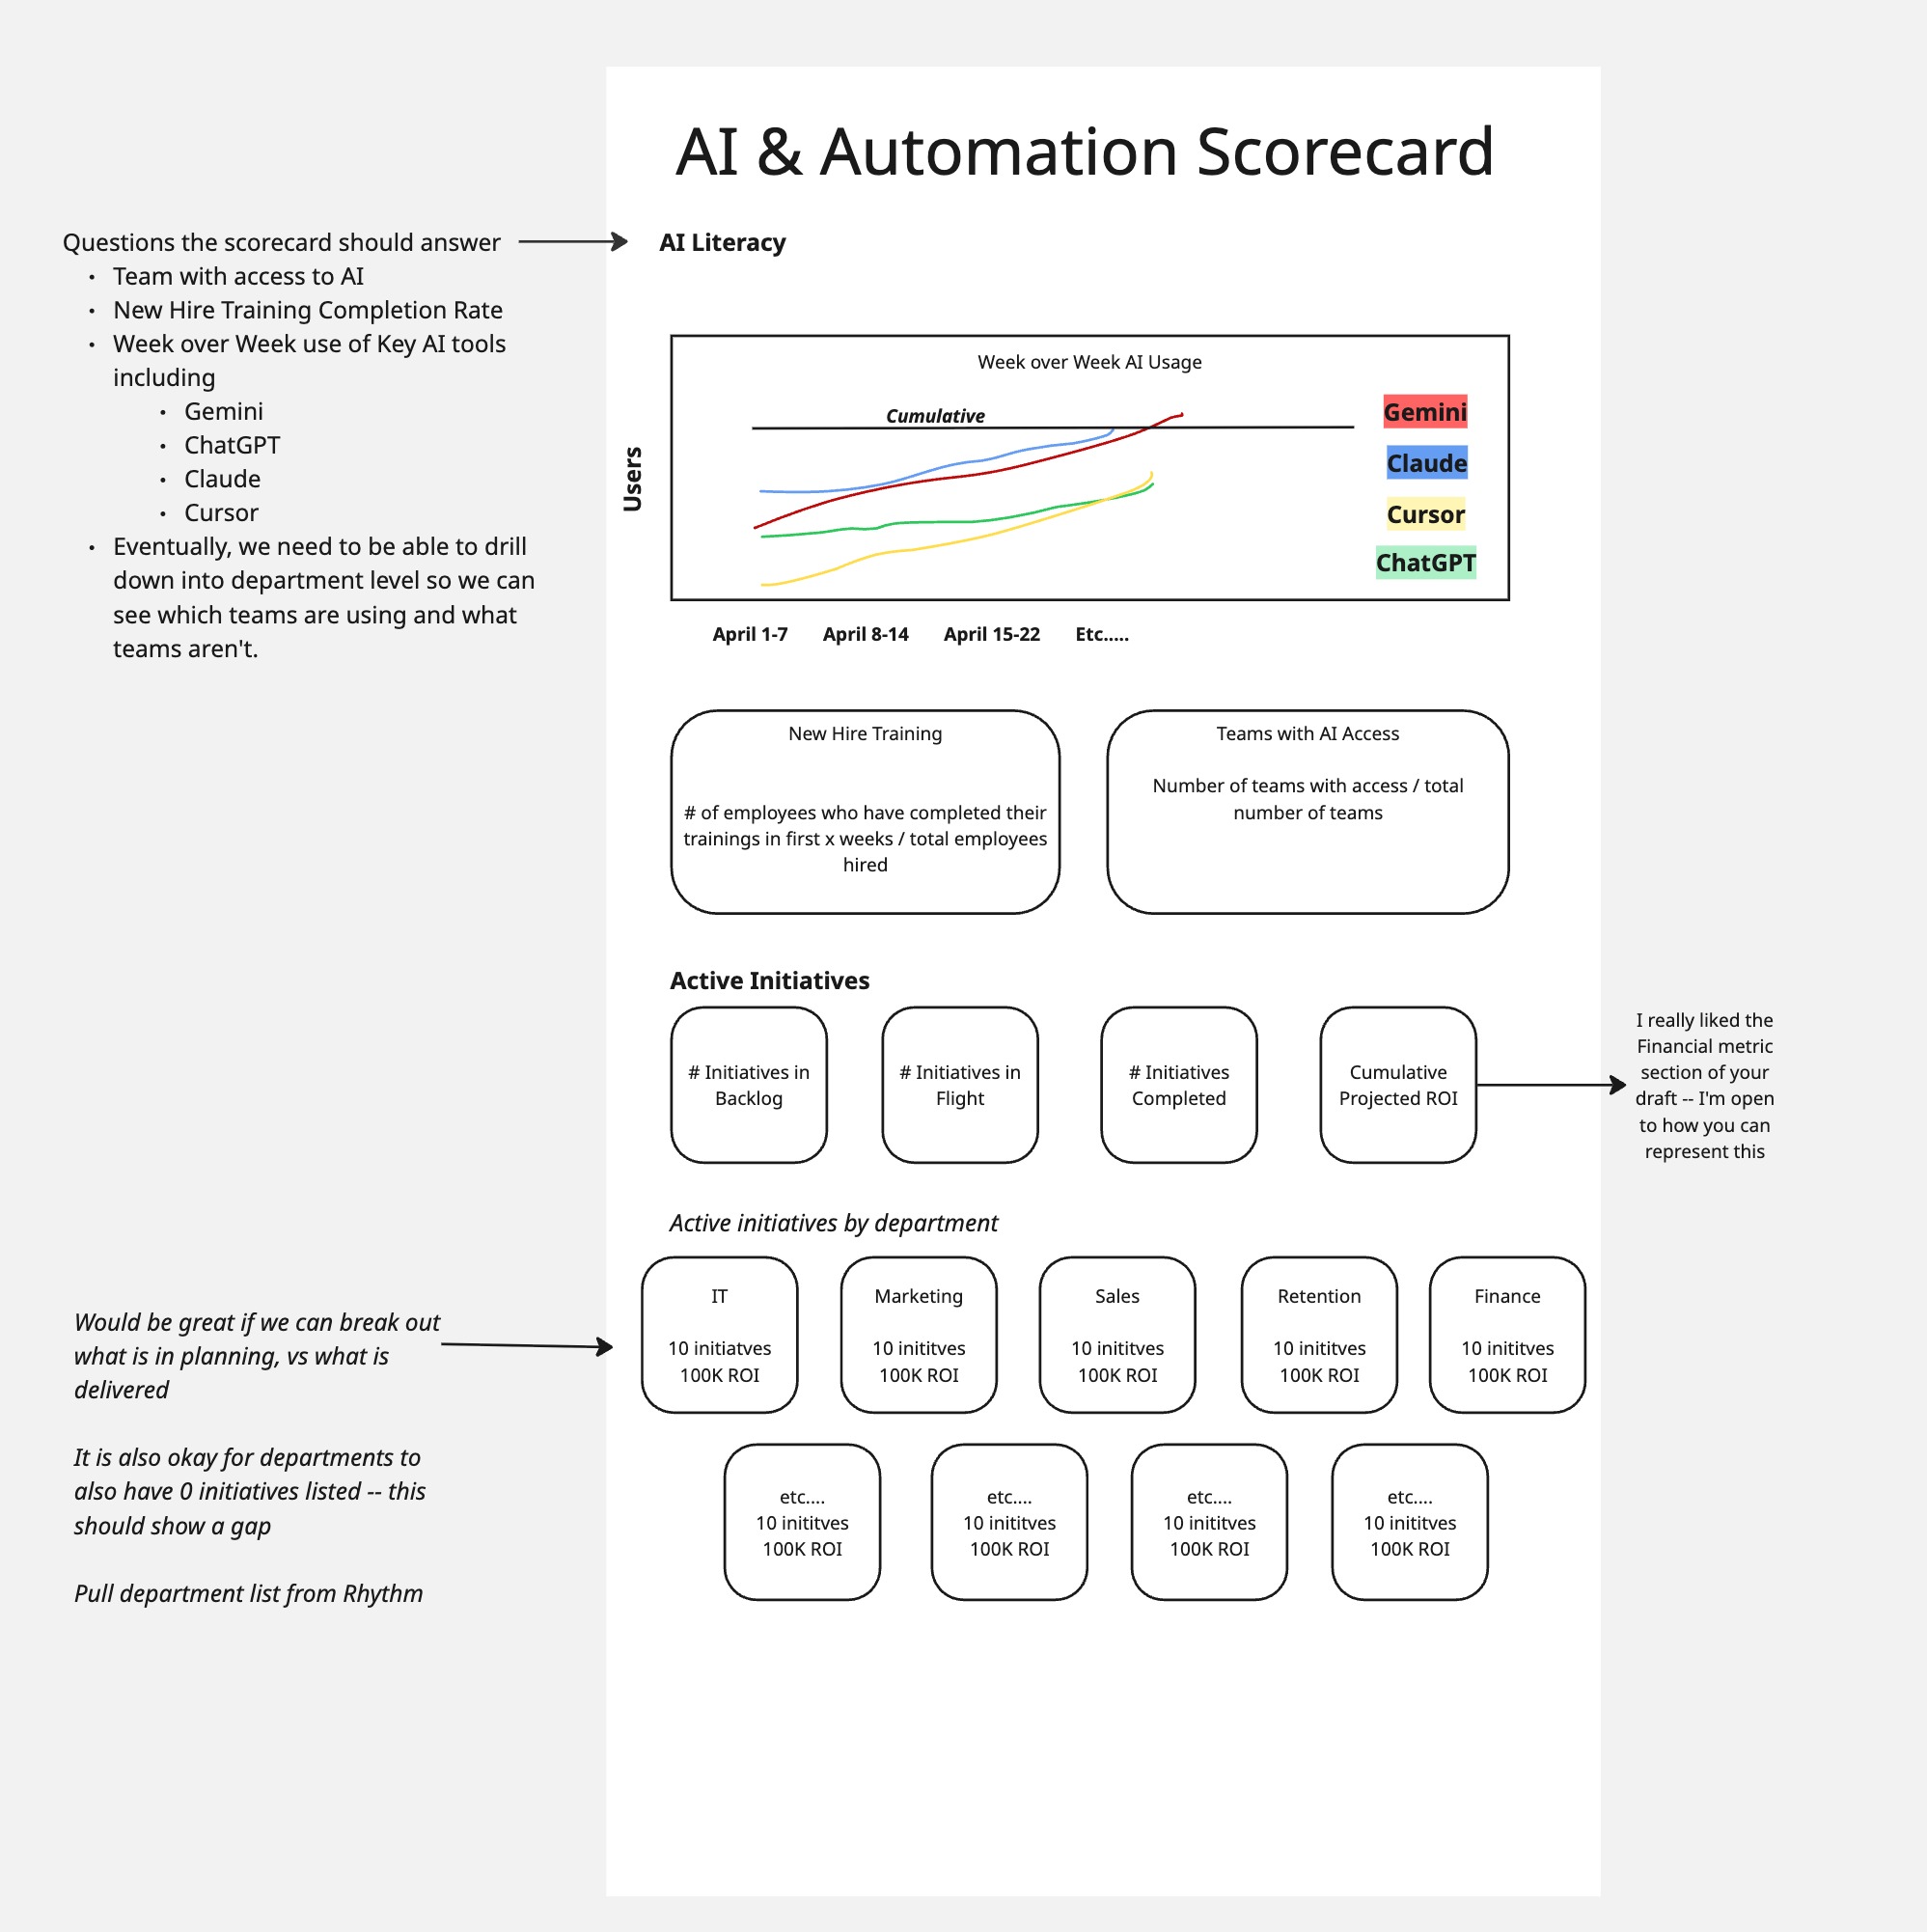 AI & Automation Scorecard
Questions the scorecard should answer
• Team with access to AI
• New Hire Training Completion Rate
• Week over Week use of Key AI tools
including
• Gemini
• ChatGPT
• Claude
• Cursor
• Eventually, we need to be able to drill
down into department level so we can
see which teams are using and what
teams aren't.
AI Literacy
Week over Week AI Usage
Cumulative
Users
Gemini
Claude
Cursor
ChatGPT
April 1-7
April 8-14
April 15-22
Etc.....
New Hire Training
# of employees who have completed their
trainings in first x weeks / total employees
hired
Teams with AI Access
Number of teams with access / total
number of teams
Active Initiatives
# Initiatives in
Backlog
# Initiatives in
Flight
# Initiatives
Completed
Cumulative
Projected ROI
I really liked the
Financial metric
section of your
draft -- I'm open
to how you can
represent this
Active initiatives by department
Would be great if we can break out
what is in planning, vs what is
delivered
It is also okay for departments to
also have 0 initiatives listed -- this
should show a gap
Pull department list from Rhythm
IT
10 initiatves
100K ROI
Marketing
10 inititves
100K ROI
Sales
10 inititves
100K ROI
Retention
10 inititves
100K ROI
Finance
10 inititves
100K ROI
etc....
10 inititves
100K ROI
etc....
10 inititves
100K ROI
etc....
10 inititves
100K ROI
etc....
10 inititves
100K ROI